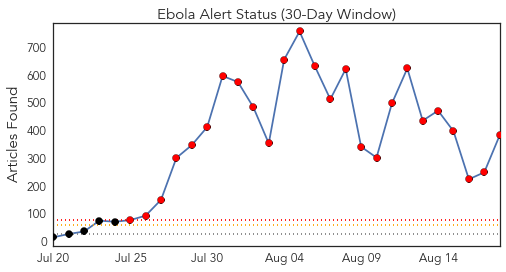 Ebola Alert Status (30-Day Window)
Articles Found
700
600
500
400
300
200
100
0
Jul 20 Jul 25 Jul 30 Aug 04 Aug 09 Aug 14